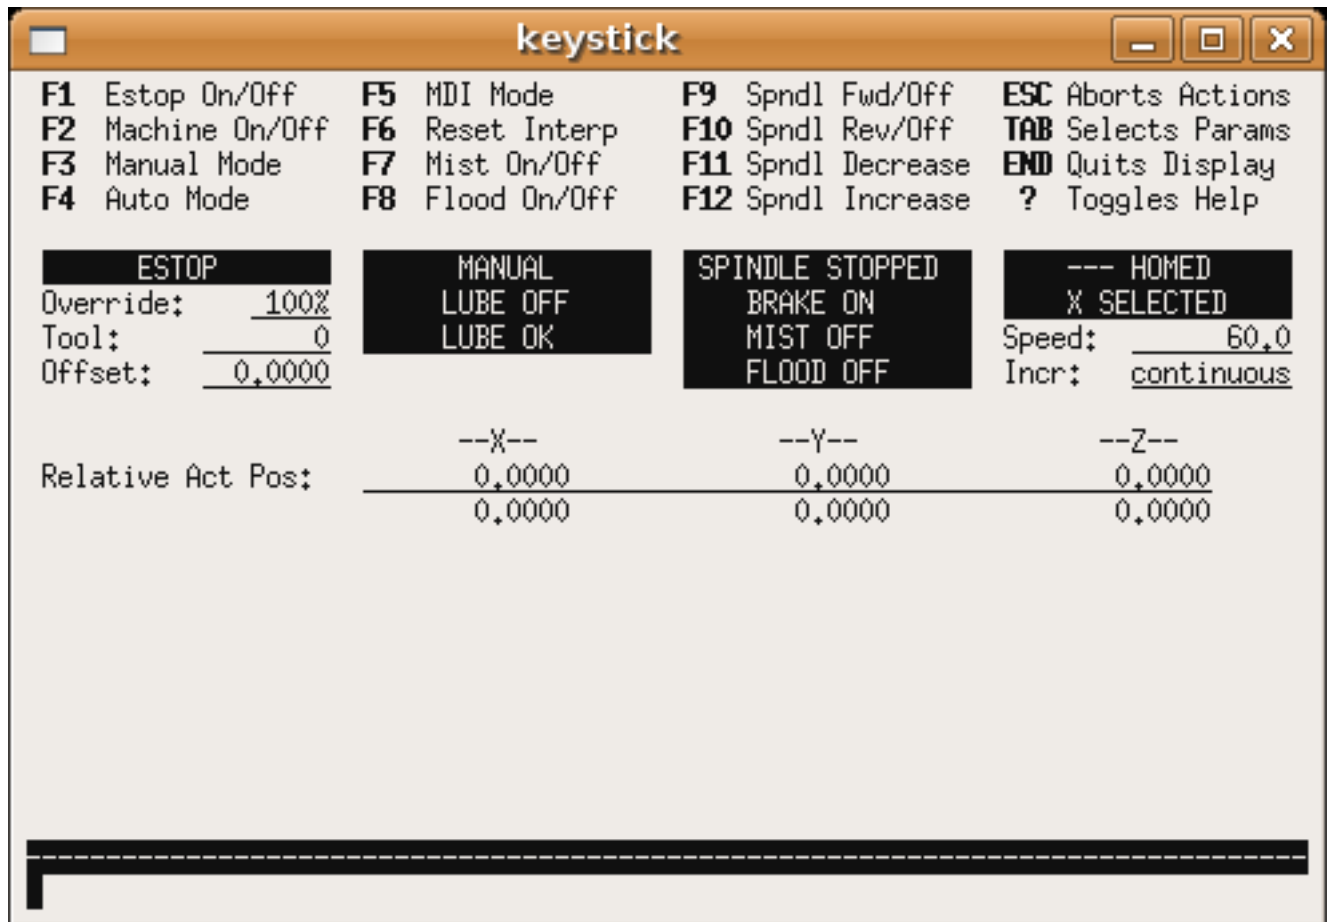 keystick
F1 Estop On/Off F5 MDI Mode F9 Spndl Fwd/Off ESC Aborts Actions
F2 Machine On/Off F6 Reset Interp F10 Spndl Rev/Off TAB Selects Params
F3 Manual Mode F7 Mist On/Off F11 Spndl Decrease END Quits Display
F4 Auto Mode F8 Flood On/Off F12 Spndl Increase ? Toggles Help
ESTOP MANUAL SPINDLE STOPPED --- HOMED
Override: 100% LUBE OFF BRAKE ON X SELECTED
Tool: 0 LUBE OK MIST OFF Speed: 60.0
Offset: 0.0000 FLOOD OFF Incr: continuous
--X-- --Y-- --Z--
Relative Act Pos: 0.0000 0.0000 0.0000
0.0000 0.0000 0.0000
--------------------------------------------------------------------------------